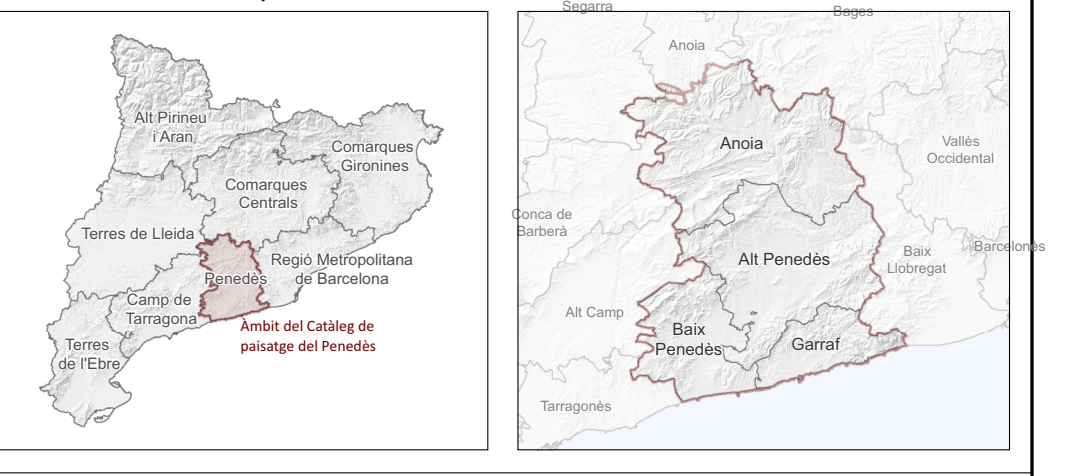 Alt Pirineu
i Aran
Comarques
Gironines
Comarques
Centrals
Terres de Lleida
Regió Metropolitana
de Barcelona
Penedès
Camp de
Tarragona
Àmbit del Catàleg de
paisatge del Penedès
Terres
de l'Ebre
Segarra
Bages
Anoia
Anoia
Vallès
Occidental
Conca de
Barberà
Alt Penedès
Baix
Llobregat
Barcelonès
Alt Camp
Baix
Penedès
Garraf
Tarragonès